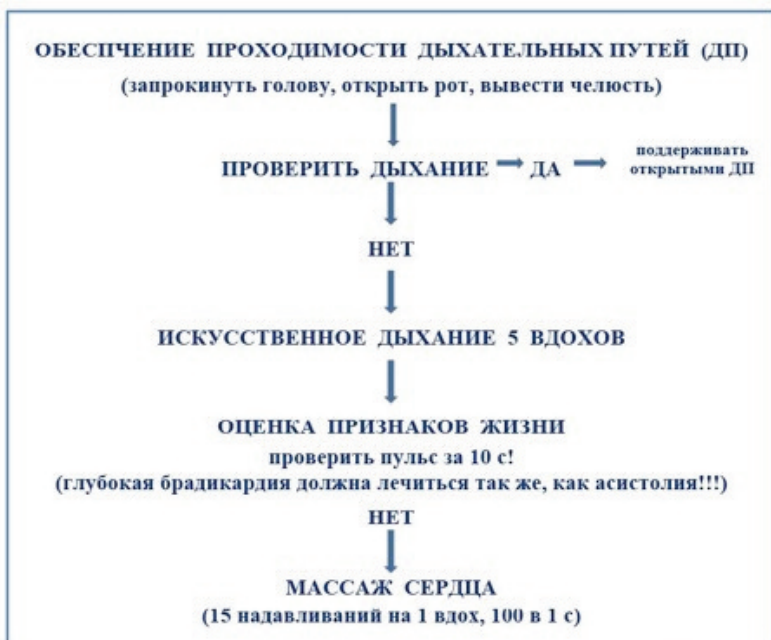 ОБЕСПЧЕНИЕ ПРОХОДИМОСТИ ДЫХАТЕЛЬНЫХ ПУТЕЙ (ДП)
(запрокинуть голову, открыть рот, вывести челюсть)
ПРОВЕРИТЬ ДЫХАНИЕ ДА поддерживать
открытыми ДП
НЕТ
ИСКУССТВЕННОЕ ДЫХАНИЕ 5 ВДОХОВ
ОЦЕНКА ПРИЗНАКОВ ЖИЗНИ
проверить пульс за 10 с!
(глубокая брадикардия должна лечиться так же, как асистолия!!!)
НЕТ
МАССАЖ СЕРДЦА
(15 надавливаний на 1 вдох, 100 в 1 с)